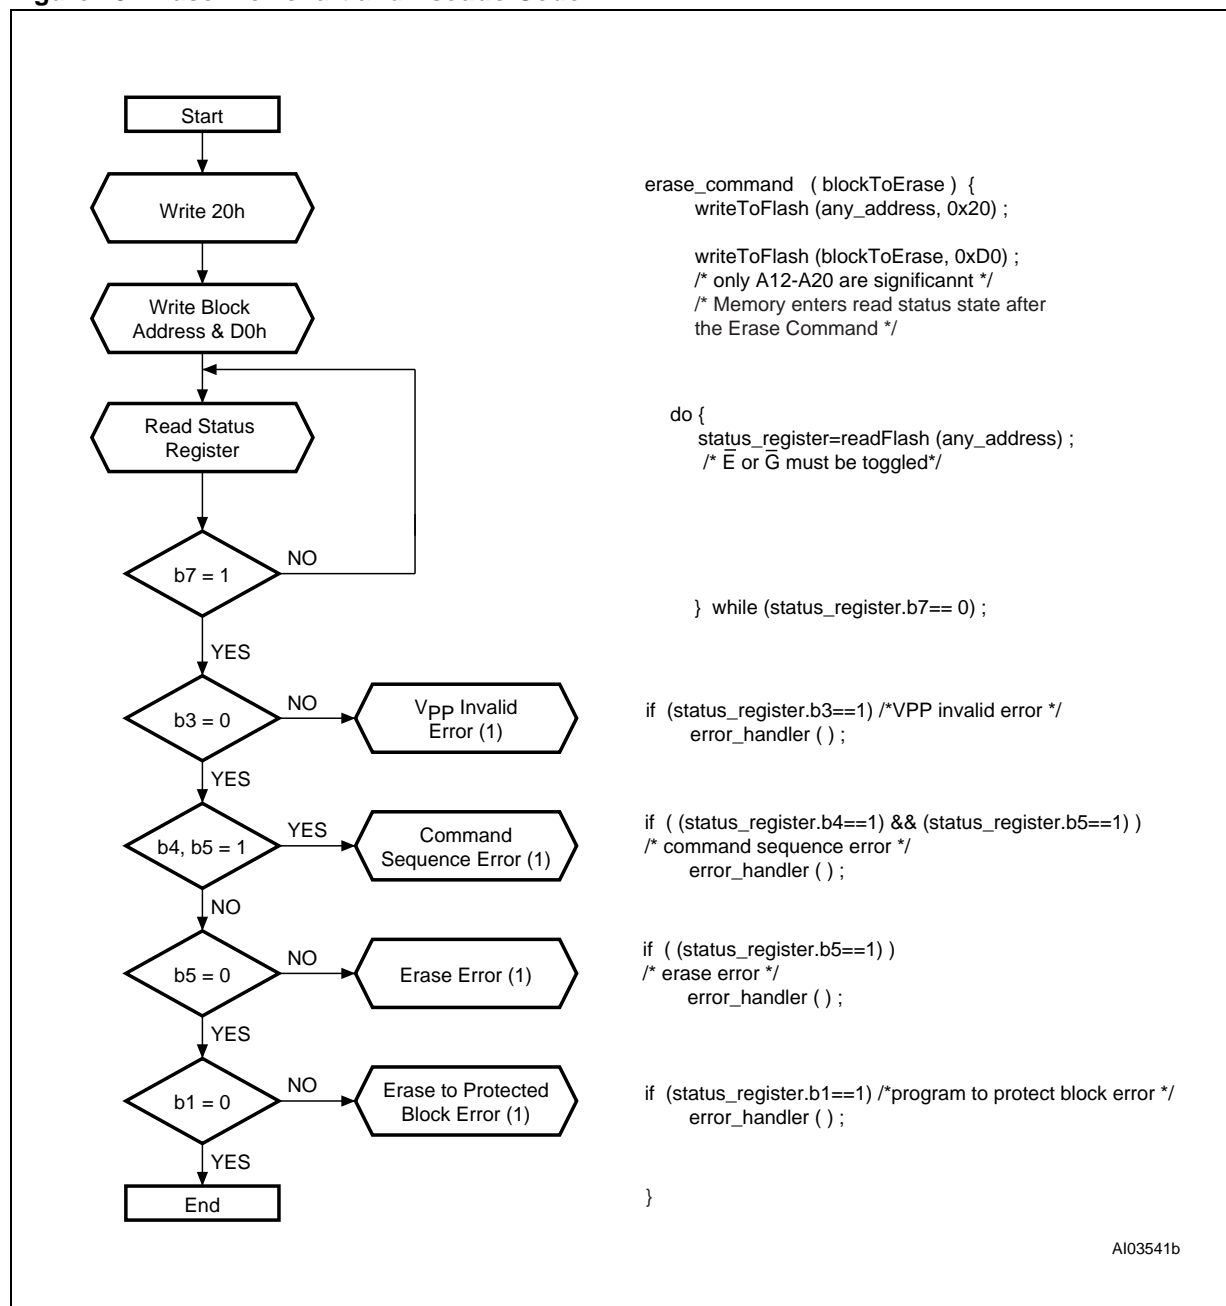 Start
Write 20h
Write Block
Address & D0h
Read Status
Register
b7 = 1
NO
YES
b3 = 0
NO
VPP Invalid
Error (1)
YES
b4, b5 = 1
YES
Command
Sequence Error (1)
NO
b5 = 0
NO
Erase Error (1)
YES
b1 = 0
NO
Erase to Protected
Block Error (1)
YES
End
erase_command ( blockToErase ) {
writeToFlash (any_address, 0x20) ;
writeToFlash (blockToErase, 0xD0) ;
/* only A12-A20 are significannt */
/* Memory enters read status state after
the Erase Command */
do {
status_register=readFlash (any_address) ;
/* E̅ or G̅ must be toggled*/
} while (status_register.b7== 0) ;
if (status_register.b3==1) /*VPP invalid error */
error_handler ( ) ;
if ( (status_register.b4==1) && (status_register.b5==1) )
/* command sequence error */
error_handler ( ) ;
if ( (status_register.b5==1) )
/* erase error */
error_handler ( ) ;
if (status_register.b1==1) /*program to protect block error */
error_handler ( ) ;
}
AI03541b